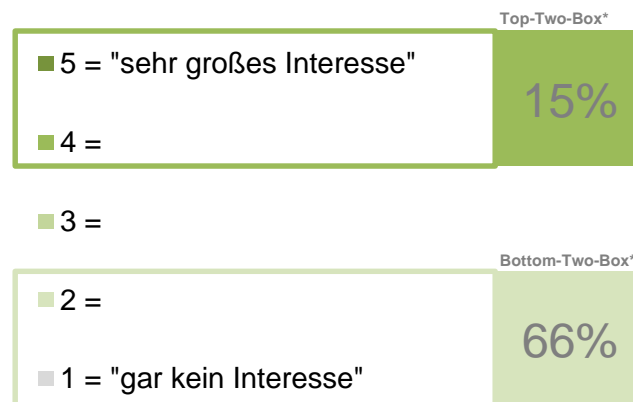 Top-Two-Box*
5 = "sehr großes Interesse"
15%
4 =
3 =
Bottom-Two-Box*
2 =
66%
1 = "gar kein Interesse"